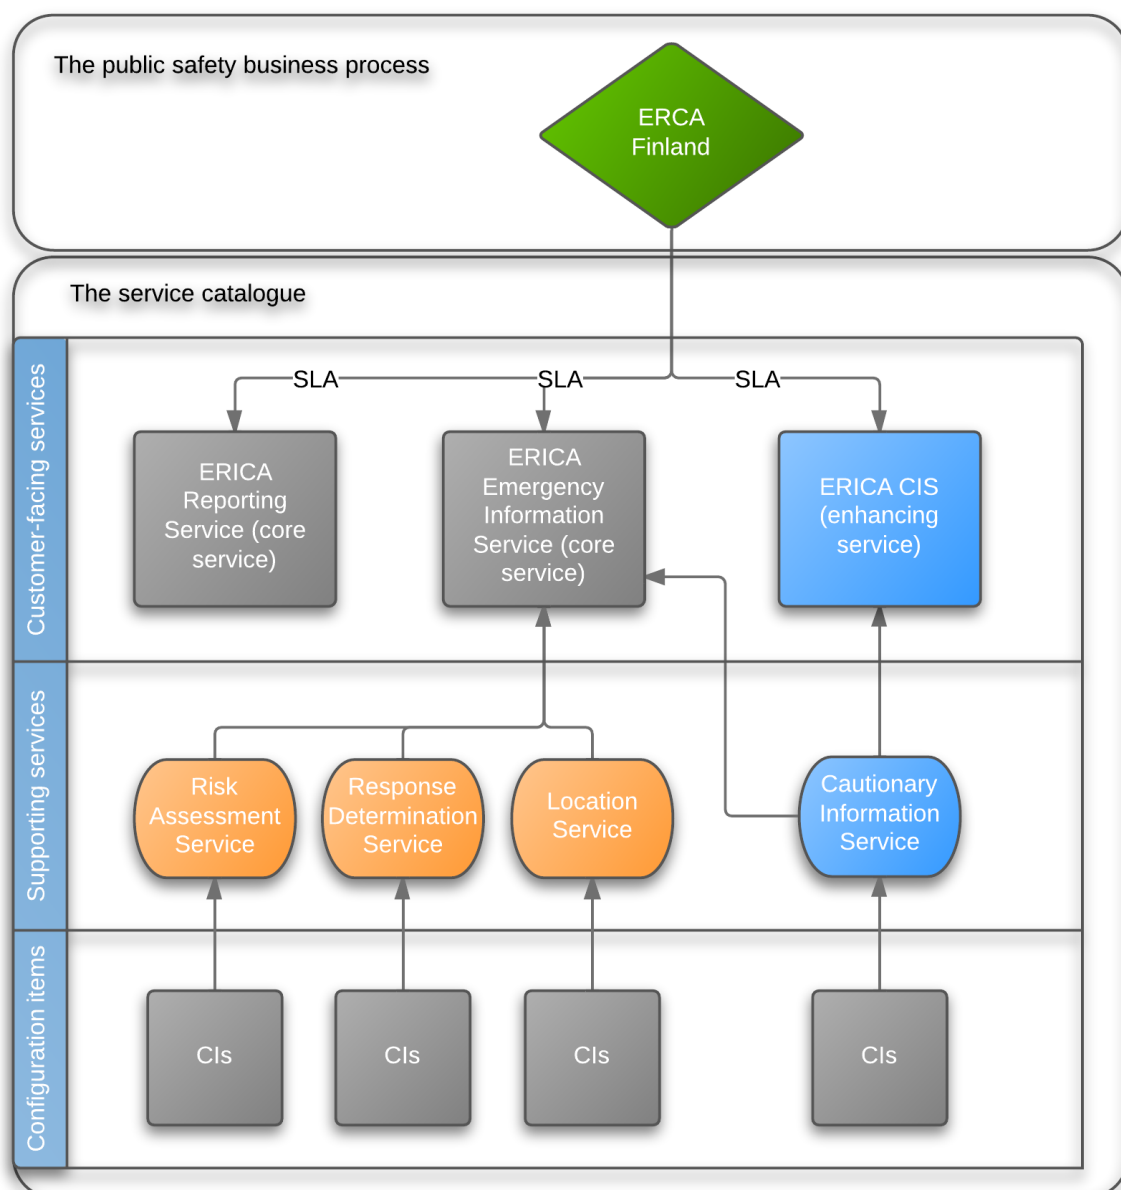 The public safety business process
ERCA
Finland
The service catalogue
Customer-facing services
SLA
SLA
SLA
ERICA
Reporting
Service (core
service)
ERICA
Emergency
Information
Service (core
service)
ERICA CIS
(enhancing
service)
Supporting services
Risk
Assessment
Service
Response
Determination
Service
Location
Service
Cautionary
Information
Service
Configuration items
CIs
CIs
CIs
CIs